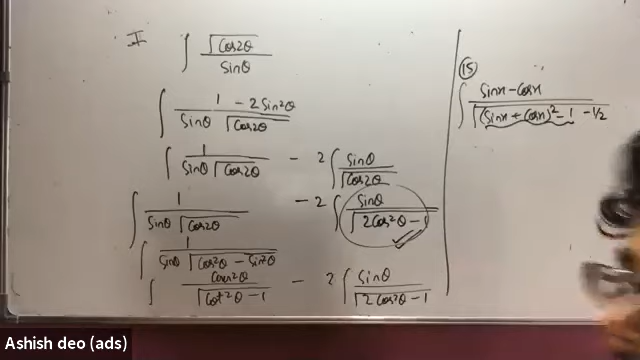 I ∫ √Cos2θ / Sinθ
∫ 1 - 2Sin²θ / Sinθ √Cos2θ
∫ 1 / Sinθ √Cos2θ - 2∫ Sinθ / √Cos2θ
∫ 1 / Sinθ √Cos2θ - 2∫ Sinθ / √2Cos²θ - 1
∫ 1 / Sinθ √Cos²θ - Sin²θ
∫ Cosec²θ / √Cot²θ - 1 - 2∫ Sinθ / √2Cos²θ - 1
15
∫ Sinx - Cosx / √(Sinx + Cosx)² - 1 - 1/2
Ashish deo (ads)